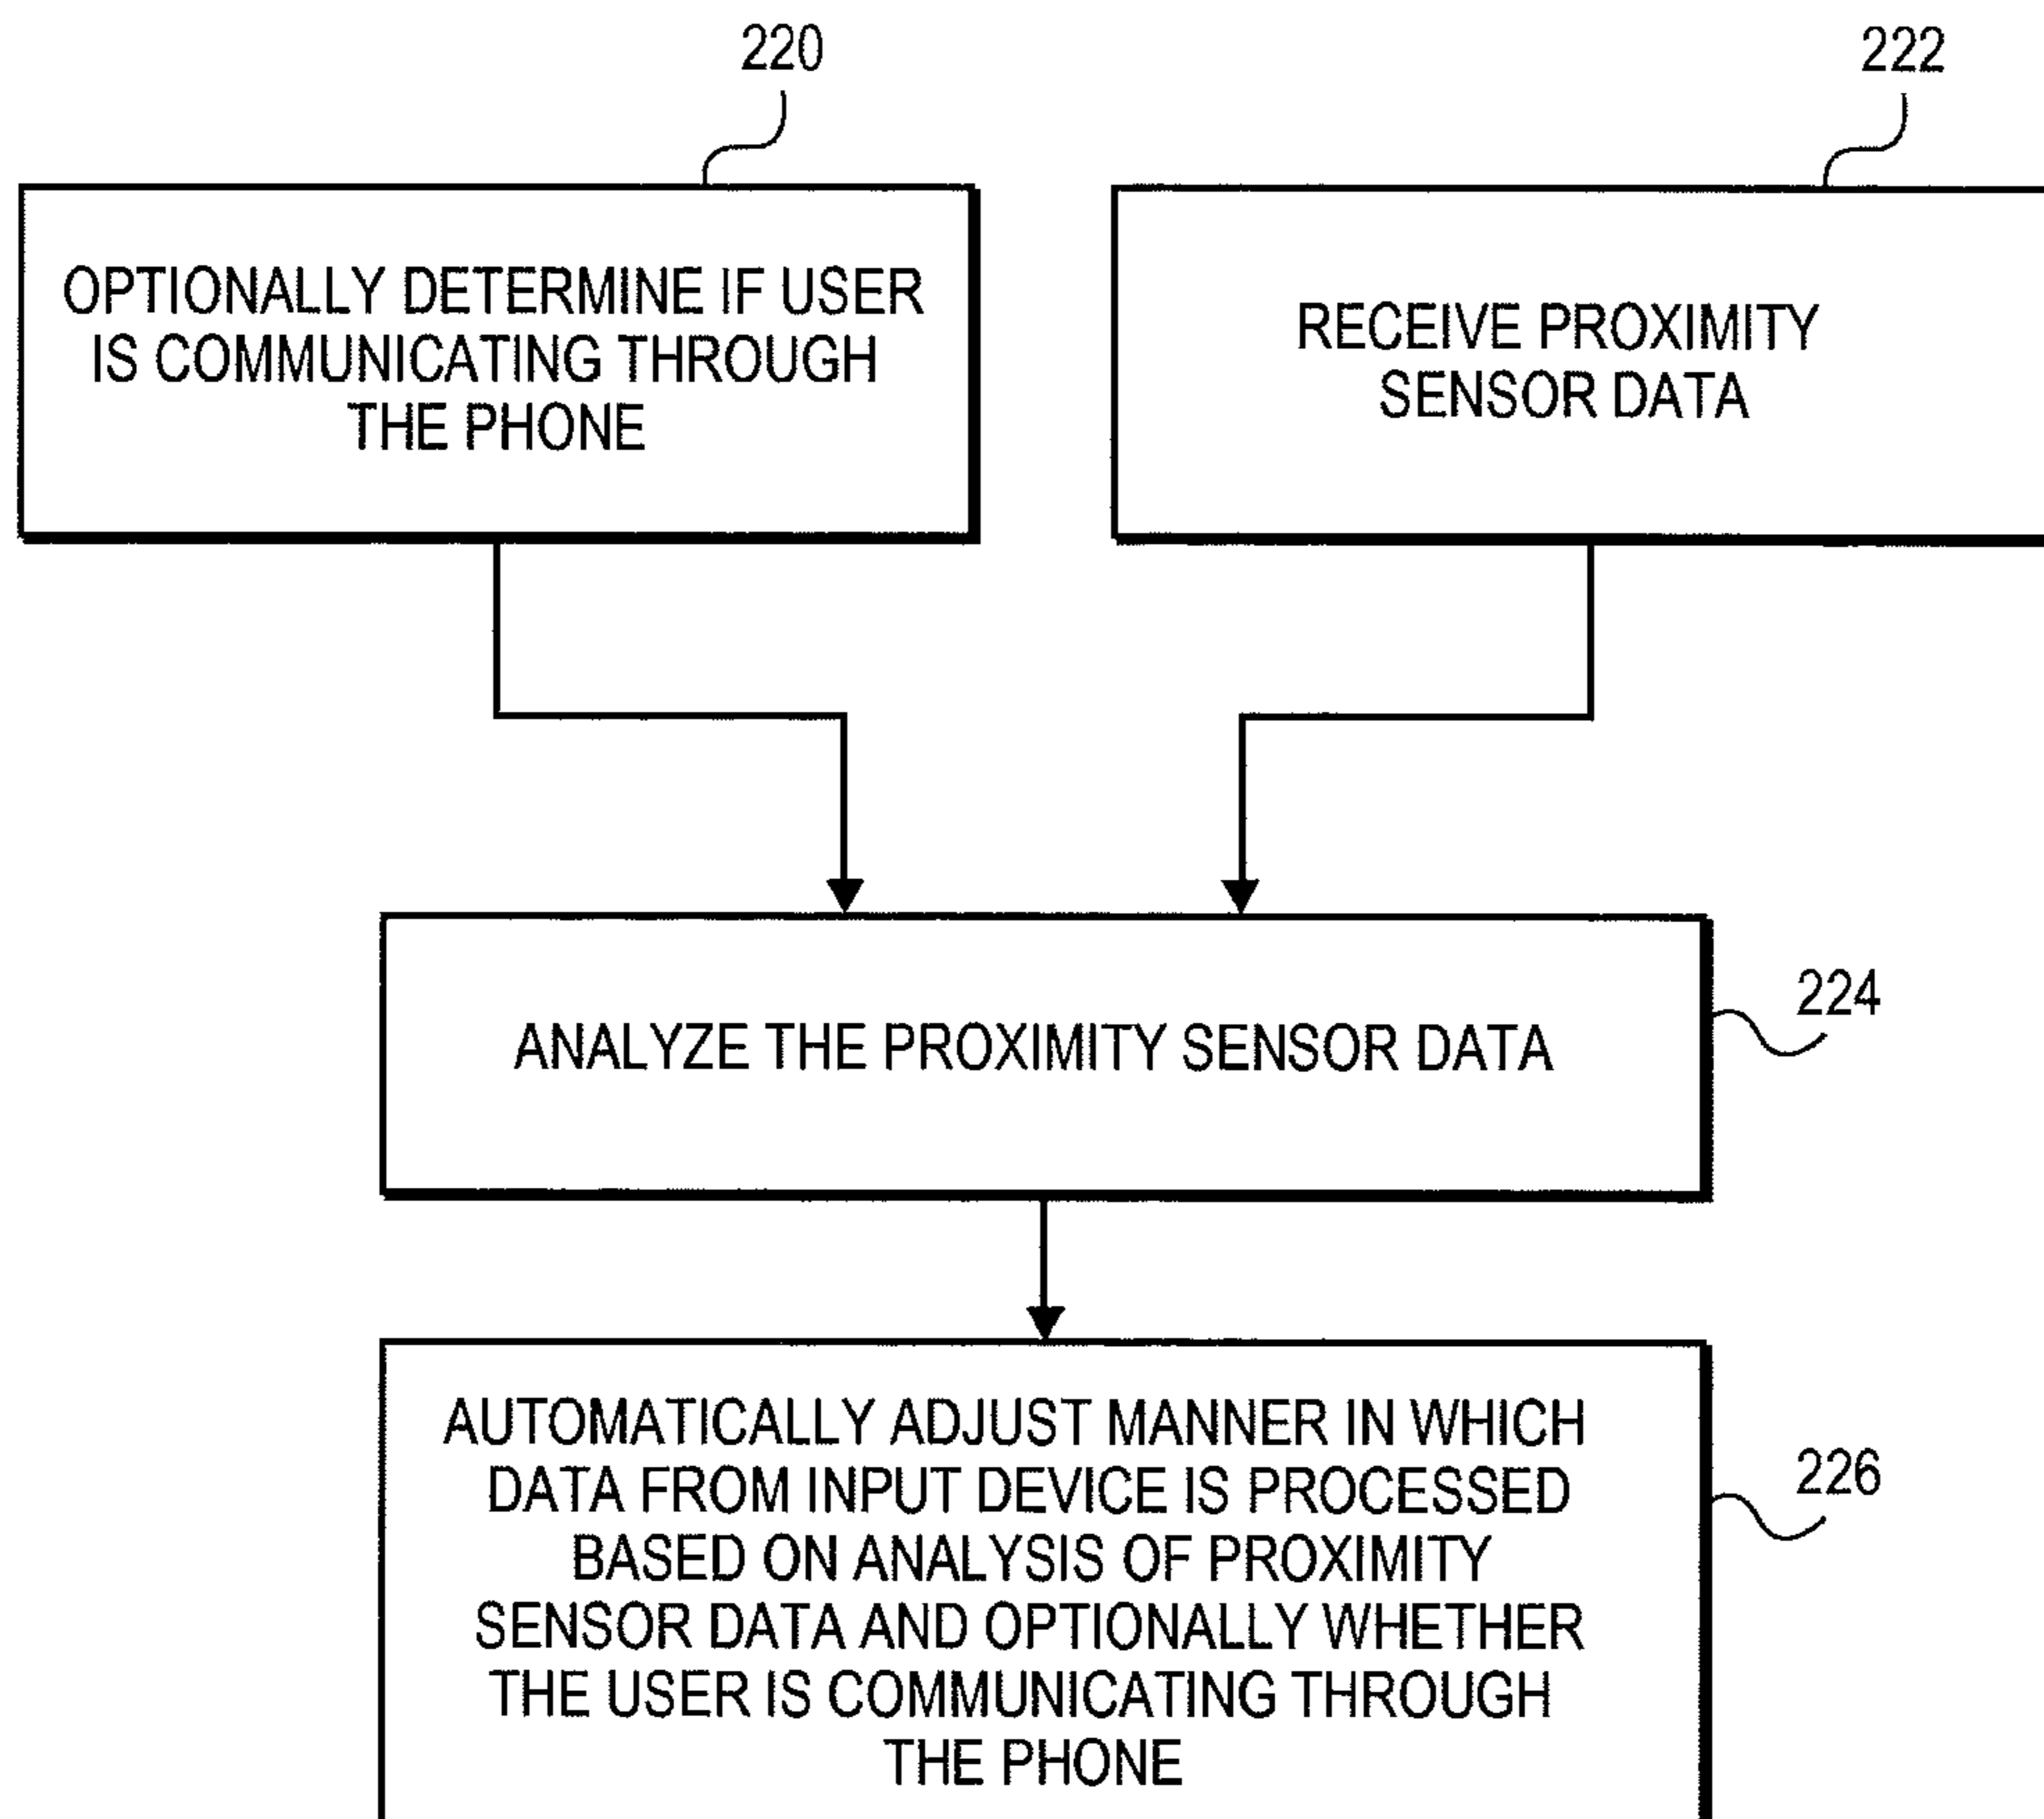 220
222
OPTIONALLY DETERMINE IF USER
IS COMMUNICATING THROUGH
THE PHONE
RECEIVE PROXIMITY
SENSOR DATA
ANALYZE THE PROXIMITY SENSOR DATA
224
AUTOMATICALLY ADJUST MANNER IN WHICH
DATA FROM INPUT DEVICE IS PROCESSED
BASED ON ANALYSIS OF PROXIMITY
SENSOR DATA AND OPTIONALLY WHETHER
THE USER IS COMMUNICATING THROUGH
THE PHONE
226